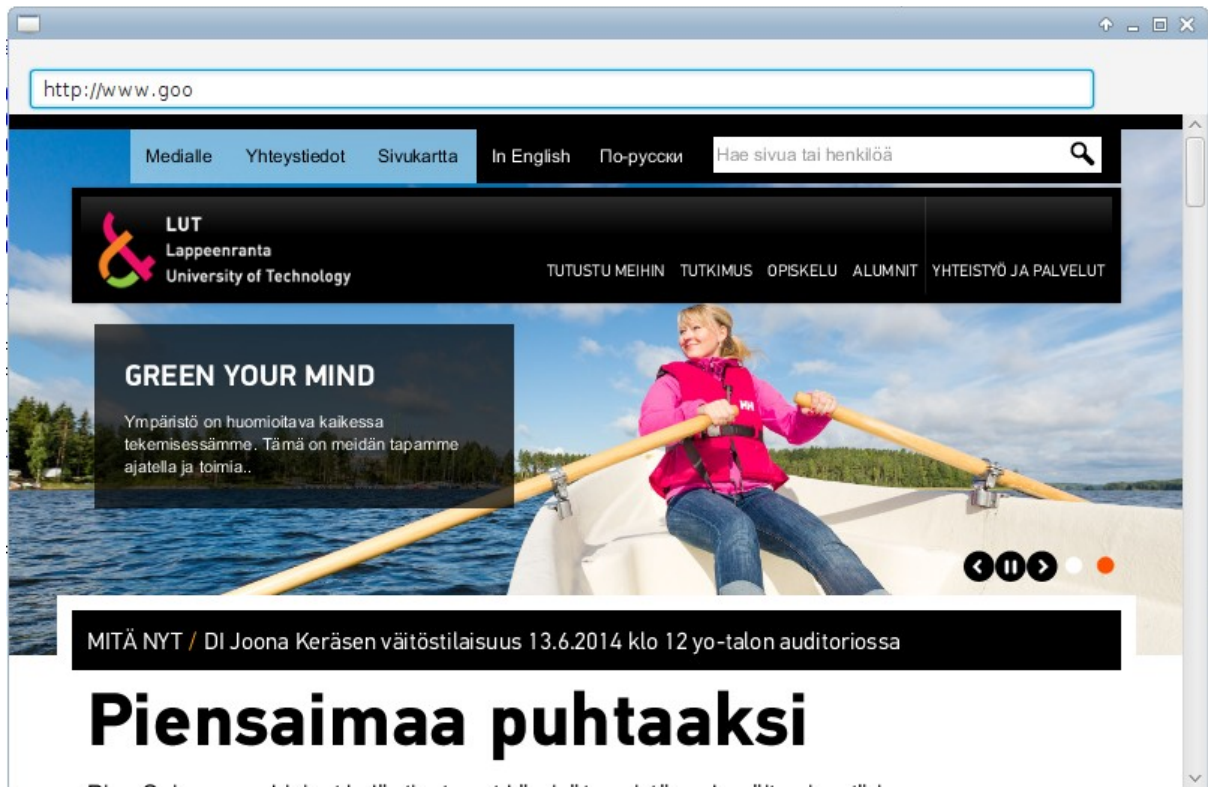 http://www.goo
Medialle Yhteystiedot Sivukartta In English По-русски Hae sivua tai henkilöä
LUT
Lappeenranta
University of Technology
TUTUSTU MEIHIN TUTKIMUS OPISKELU ALUMNIT YHTEISTYÖ JA PALVELUT
GREEN YOUR MIND
Ympäristö on huomioitava kaikessa
tekemisessämme. Tämä on meidän tapamme
ajatella ja toimia..
HH
MITÄ NYT / DI Joona Keräsen väitöstilaisuus 13.6.2014 klo 12 yo-talon auditoriossa
Piensaimaa puhtaaksi